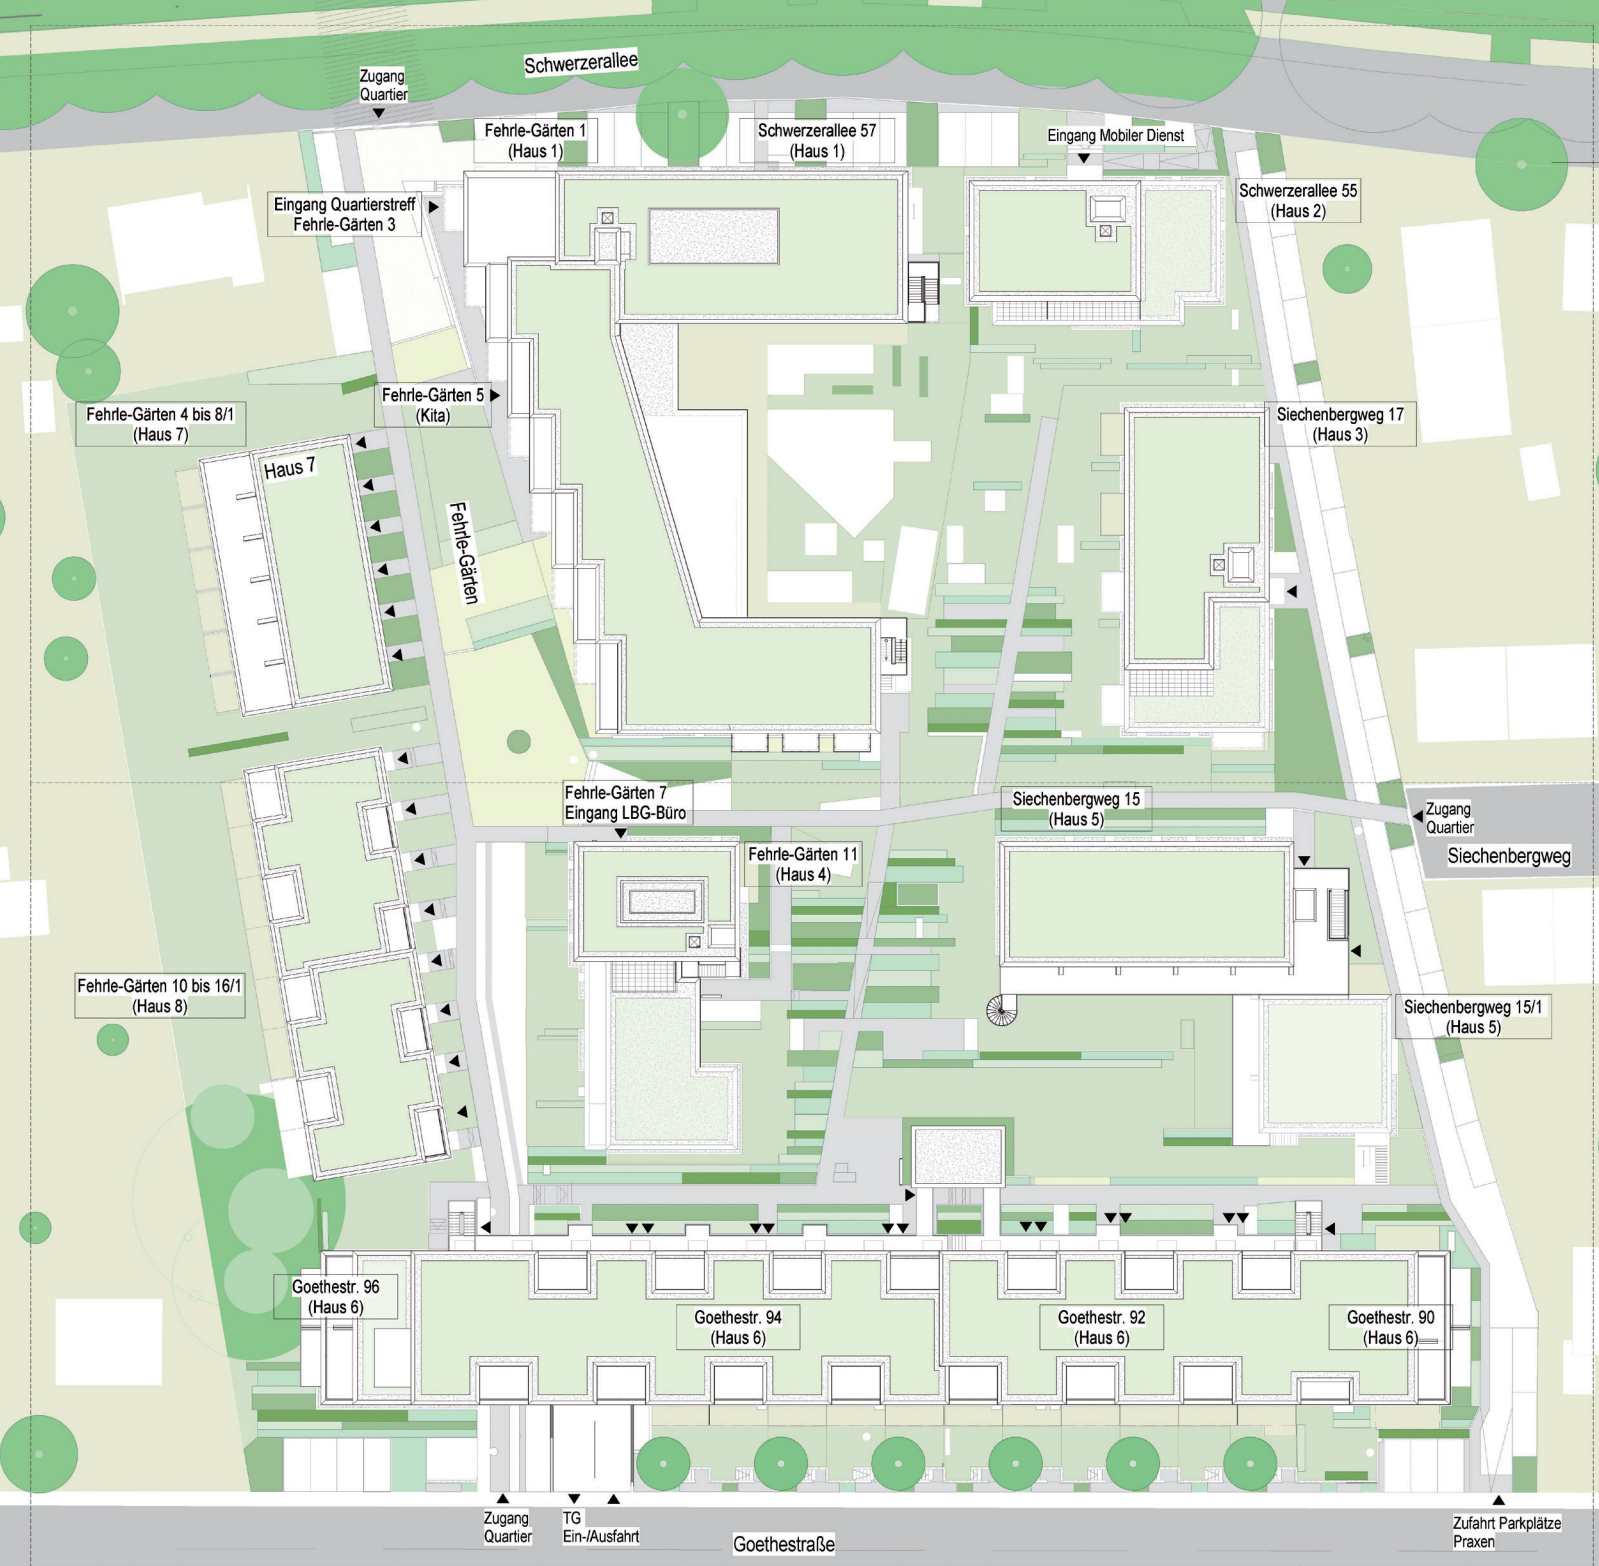 Schwerzerallee
Zugang
Quartier
Fehrle-Gärten 1
(Haus 1)
Schwerzerallee 57
(Haus 1)
Eingang Mobiler Dienst
Eingang Quartierstreff
Fehrle-Gärten 3
Schwerzerallee 55
(Haus 2)
Fehrle-Gärten 5
(Kita)
Fehrle-Gärten 4 bis 8/1
(Haus 7)
Siechenbergweg 17
(Haus 3)
Haus 7
Fehrle-Gärten
Fehrle-Gärten 7
Eingang LBG-Büro
Siechenbergweg 15
(Haus 5)
Zugang
Quartier
Siechenbergweg
Fehrle-Gärten 11
(Haus 4)
Fehrle-Gärten 10 bis 16/1
(Haus 8)
Siechenbergweg 15/1
(Haus 5)
Goethestr. 96
(Haus 6)
Goethestr. 94
(Haus 6)
Goethestr. 92
(Haus 6)
Goethestr. 90
(Haus 6)
Zugang
Quartier
TG
Ein-/Ausfahrt
Goethestraße
Zufahrt Parkplätze
Praxen